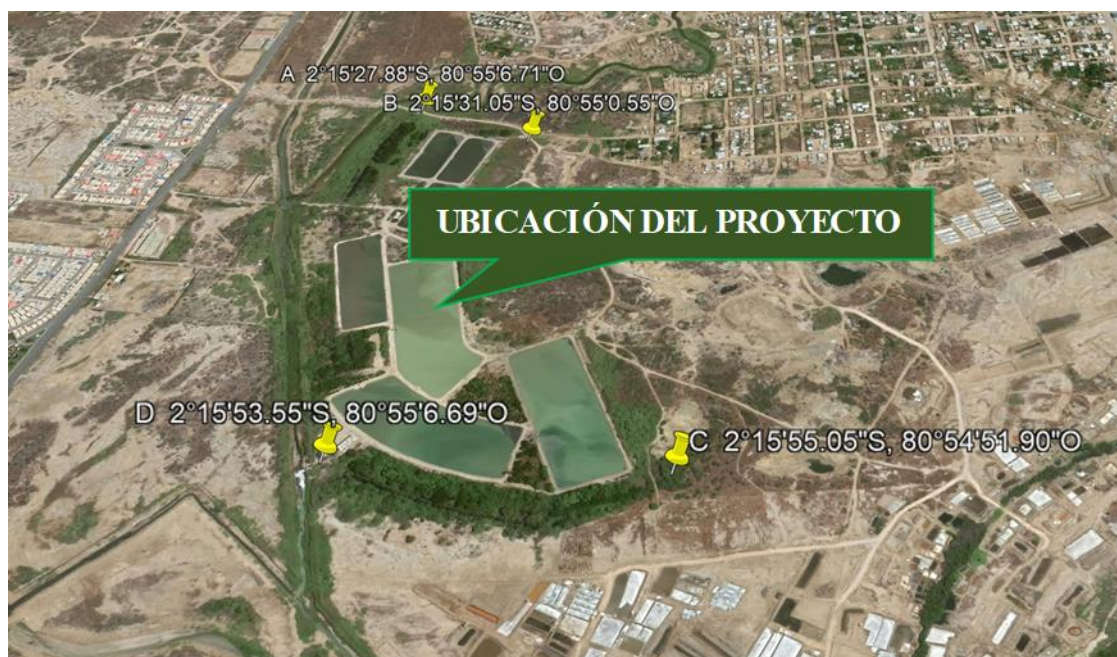 A 2°15'27.88"S, 80°55'6.71"O
B 2°15'31.05"S, 80°55'0.55"O
UBICACIÓN DEL PROYECTO
D 2°15'53.55"S, 80°55'6.69"O
C 2°15'55.05"S, 80°54'51.90"O